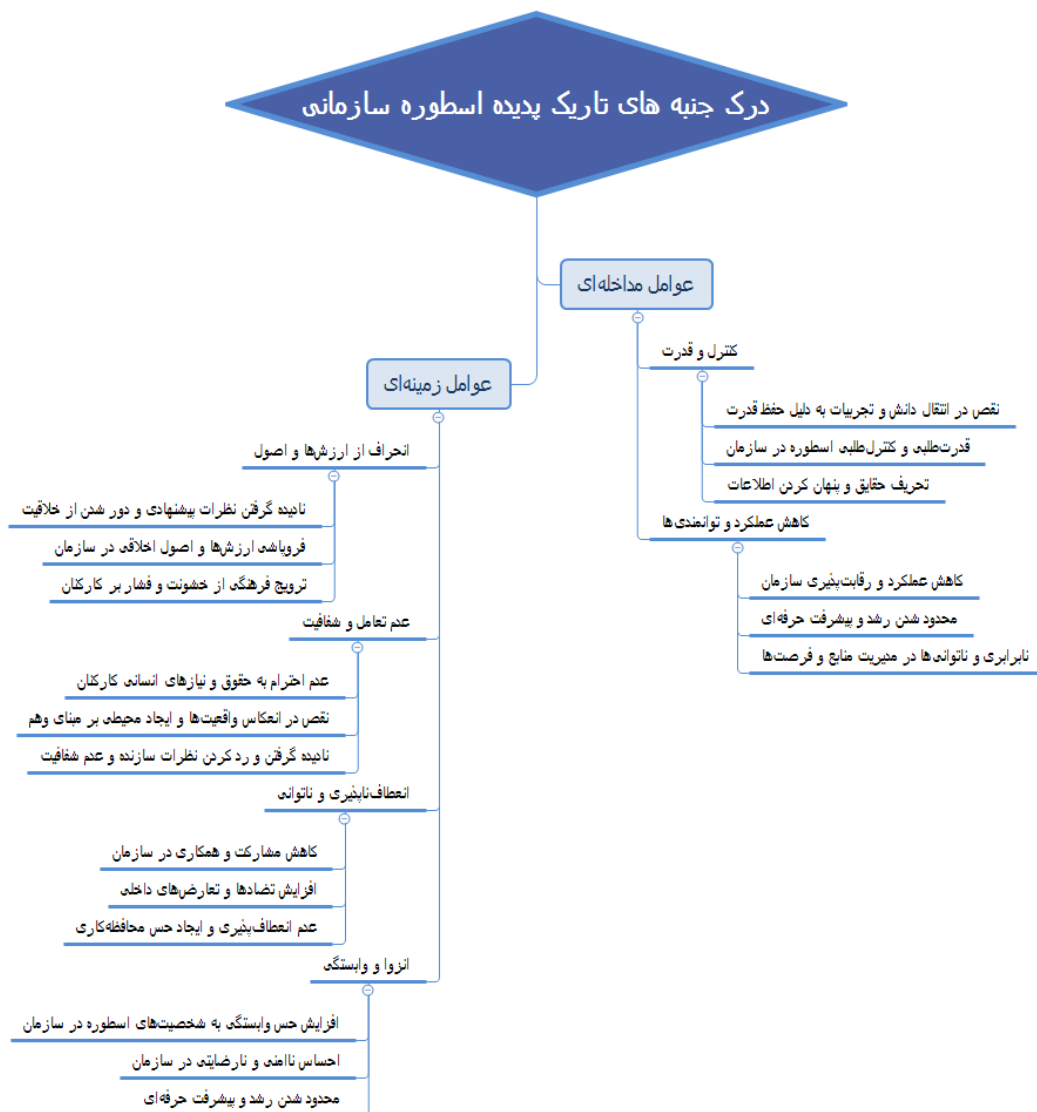 درک جنبه های تاریک پدیده اسطوره سازمانی
عوامل مداخله‌ای
کنترل و قدرت
نقص در انتقال دانش و تجربیات به دلیل حفظ قدرت
قدرت‌طلبی و کنترل‌طلبی اسطوره در سازمان
تحریف حقایق و پنهان کردن اطلاعات
کاهش عملکرد و توانمندی‌ها
کاهش عملکرد و رقابت‌پذیری سازمان
محدود شدن رشد و پیشرفت حرفه‌ای
نابرابری و ناتوانی‌ها در مدیریت منابع و فرصت‌ها
عوامل زمینه‌ای
انحراف از ارزش‌ها و اصول
نادیده گرفتن نظرات پیشنهادی و دور شدن از خلاقیت
فروپاشی ارزش‌ها و اصول اخلاقی در سازمان
ترویج فرهنگی از خشونت و فشار بر کارکنان
عدم تعامل و شفافیت
عدم احترام به حقوق و نیازهای انسانی کارکنان
نقص در انعکاس واقعیت‌ها و ایجاد محیطی بر مبنای وهم
نادیده گرفتن و رد کردن نظرات سازنده و عدم شفافیت
انعطاف‌ناپذیری و ناتوانی
کاهش مشارکت و همکاری در سازمان
افزایش تضادها و تعارض‌های داخلی
عدم انعطاف‌پذیری و ایجاد حس محافظه‌کاری
انزوا و وابستگی
افزایش حس وابستگی به شخصیت‌های اسطوره در سازمان
احساس ناامنی و نارضایتی در سازمان
محدود شدن رشد و پیشرفت حرفه‌ای